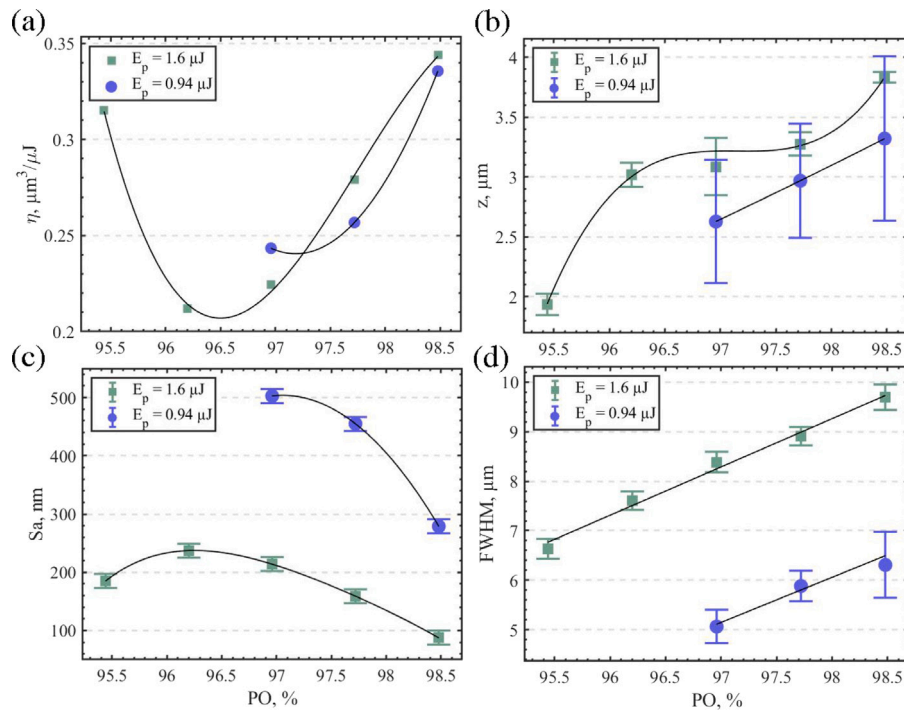 (a)
0.35
0.3
0.25
0.2
η, μm³/μJ
E_p = 1.6 μJ
E_p = 0.94 μJ
95.5 96 96.5 97 97.5 98 98.5
(b)
4
3.5
3
2.5
2
z, μm
E_p = 1.6 μJ
E_p = 0.94 μJ
95.5 96 96.5 97 97.5 98 98.5
(c)
500
400
300
200
100
Sa, nm
E_p = 1.6 μJ
E_p = 0.94 μJ
95.5 96 96.5 97 97.5 98 98.5
PO, %
(d)
10
9
8
7
6
5
FWHM, μm
E_p = 1.6 μJ
E_p = 0.94 μJ
95.5 96 96.5 97 97.5 98 98.5
PO, %